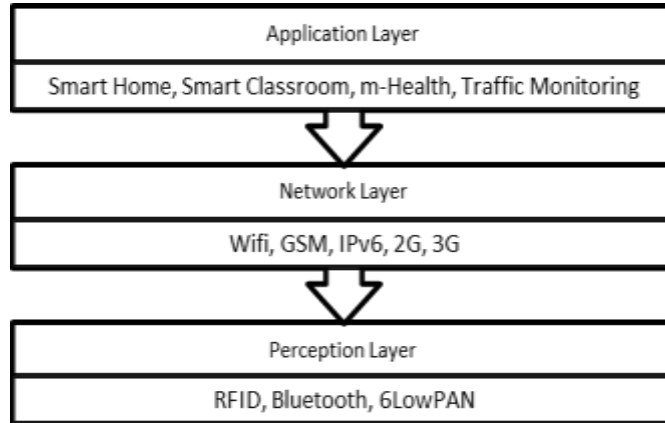 Application Layer
Smart Home, Smart Classroom, m-Health, Traffic Monitoring
Network Layer
Wifi, GSM, IPv6, 2G, 3G
Perception Layer
RFID, Bluetooth, 6LowPAN